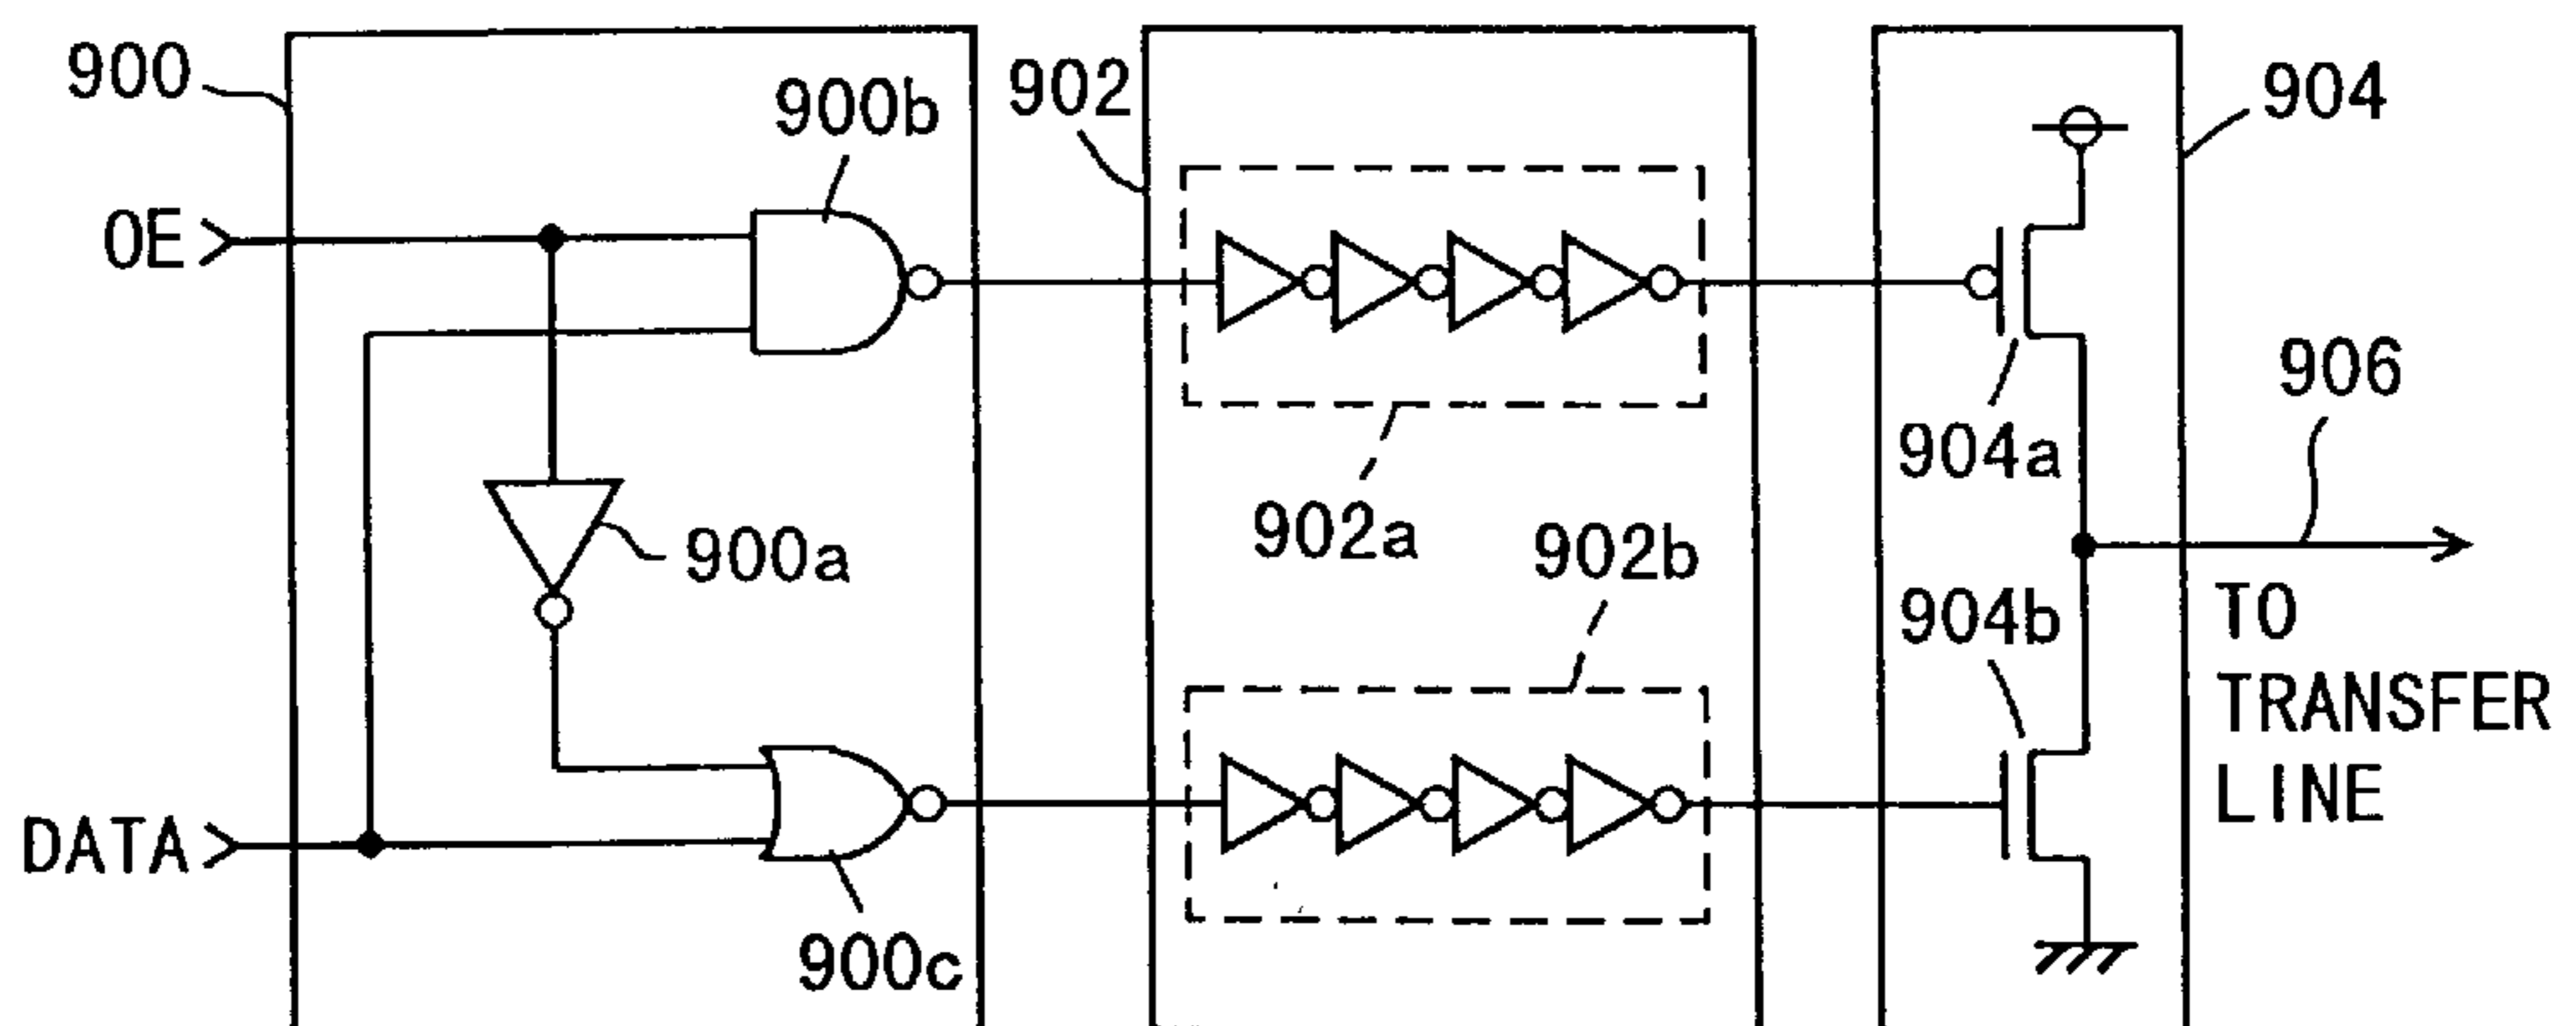 900
900b
902
904
OE
906
904a
902a
902b
900a
904b
TO
TRANSFER
LINE
DATA
900c